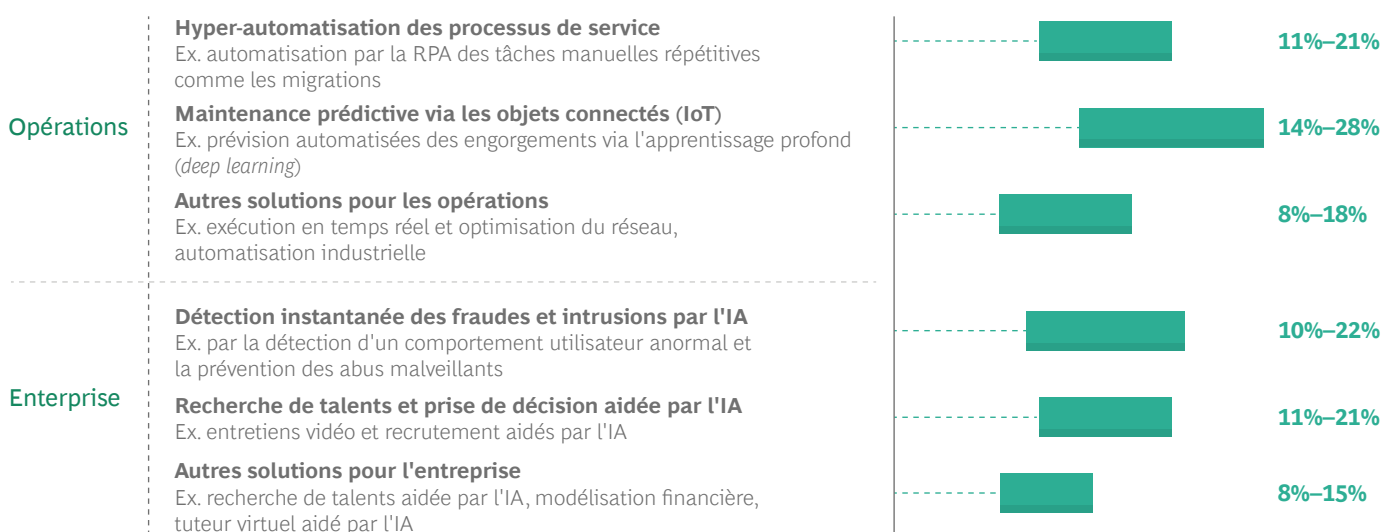 Hyper-automatisation des processus de service
Ex. automatisation par la RPA des tâches manuelles répétitives
comme les migrations
11%–21%
Opérations
Maintenance prédictive via les objets connectés (IoT)
Ex. prévision automatisées des engorgements via l'apprentissage profond
(deep learning)
14%–28%
Autres solutions pour les opérations
Ex. exécution en temps réel et optimisation du réseau,
automatisation industrielle
8%–18%
Détection instantanée des fraudes et intrusions par l'IA
Ex. par la détection d'un comportement utilisateur anormal et
la prévention des abus malveillants
10%–22%
Enterprise
Recherche de talents et prise de décision aidée par l'IA
Ex. entretiens vidéo et recrutement aidés par l'IA
11%–21%
Autres solutions pour l'entreprise
Ex. recherche de talents aidée par l'IA, modélisation financière,
tuteur virtuel aidé par l'IA
8%–15%